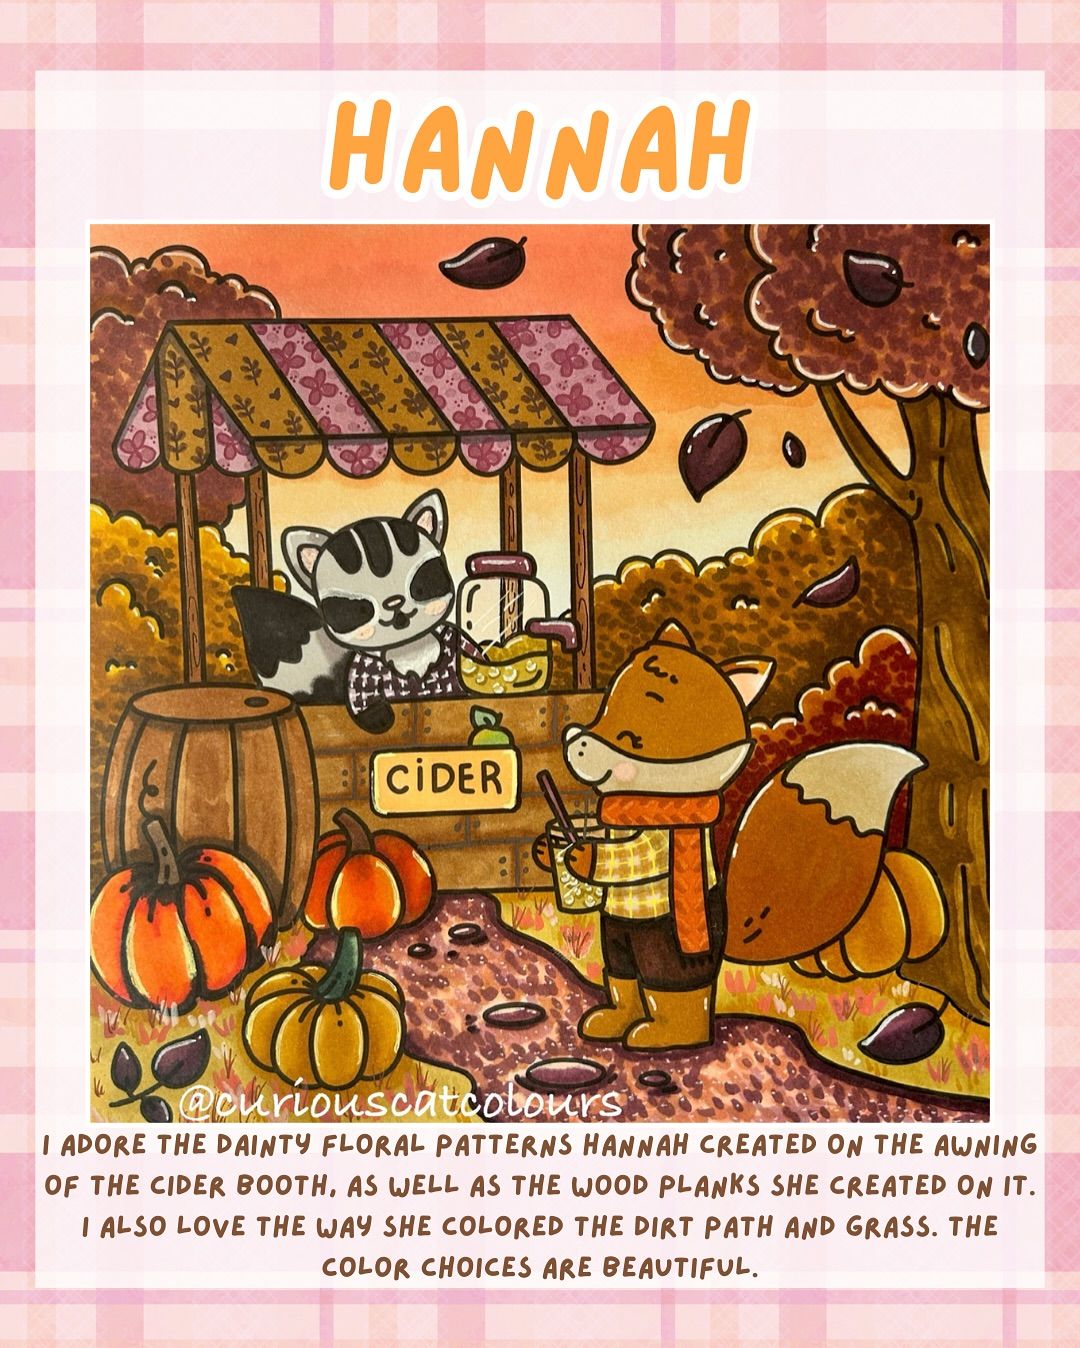 HANNAH
CiDER
@curiouscatcolours
I ADORE THE DAINTY FLORAL PATTERNS HANNAH CREATED ON THE AWNING
OF THE CIDER BOOTH, AS WELL AS THE WOOD PLANKS SHE CREATED ON IT.
I ALSO LOVE THE WAY SHE COLORED THE DIRT PATH AND GRASS. THE
COLOR CHOICES ARE BEAUTIFUL.